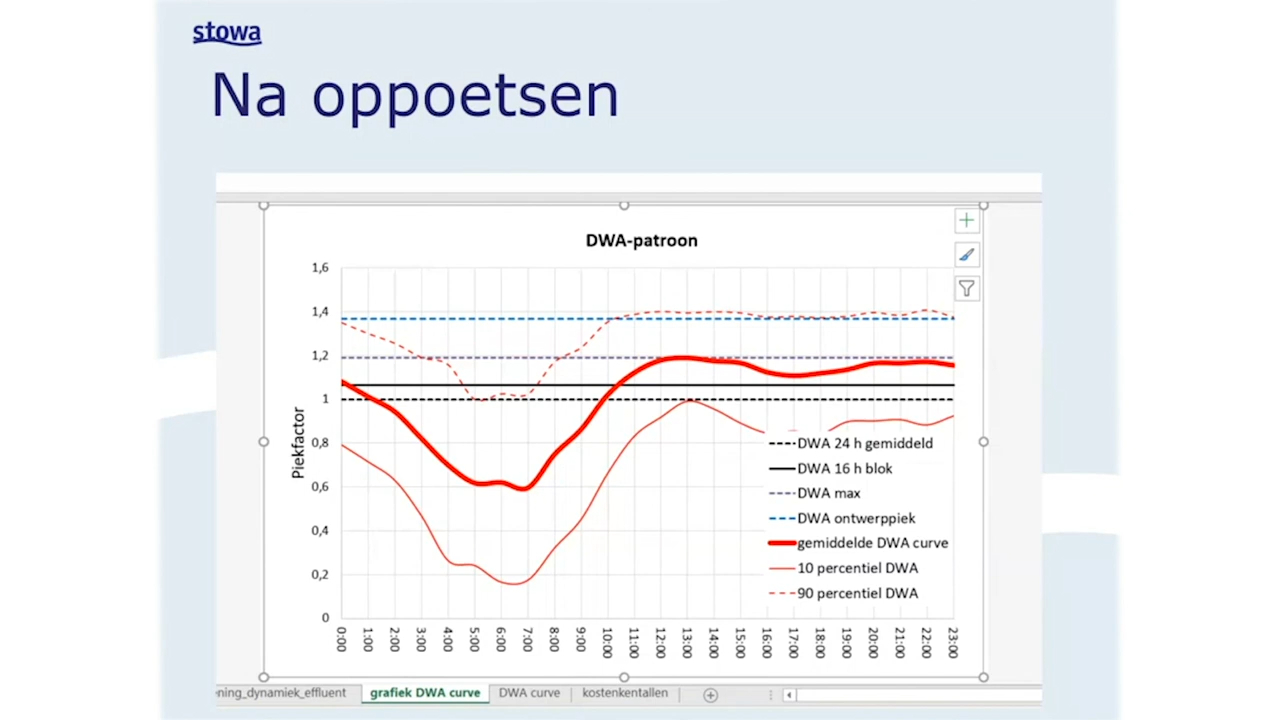 stowa
Na oppoetsen
DWA-patroon
1,6
1,4
1,2
1
0,8
0,6
0,4
0,2
0
Piekfactor
0:00 1:00 2:00 3:00 4:00 5:00 6:00 7:00 8:00 9:00 10:00 11:00 12:00 13:00 14:00 15:00 16:00 17:00 18:00 19:00 20:00 21:00 22:00 23:00
DWA 24 h gemiddeld
DWA 16 h blok
DWA max
DWA ontwerppiek
gemiddelde DWA curve
10 percentiel DWA
90 percentiel DWA
ning_dynamiek_effluent grafiek DWA curve DWA curve kostenkentallen